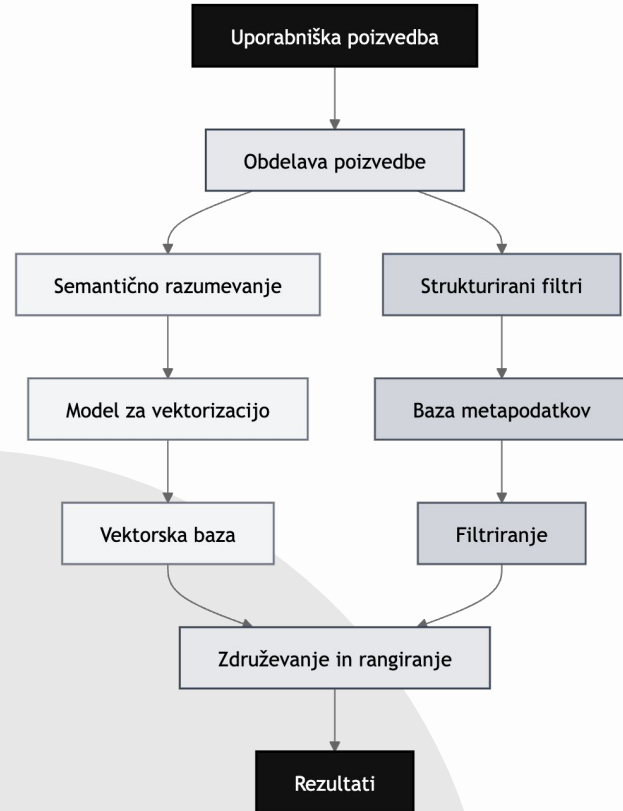 Uporabniška poizvedba
Obdelava poizvedbe
Semantično razumevanje
Strukturirani filtri
Model za vektorizacijo
Baza metapodatkov
Vektorska baza
Filtriranje
Združevanje in rangiranje
Rezultati